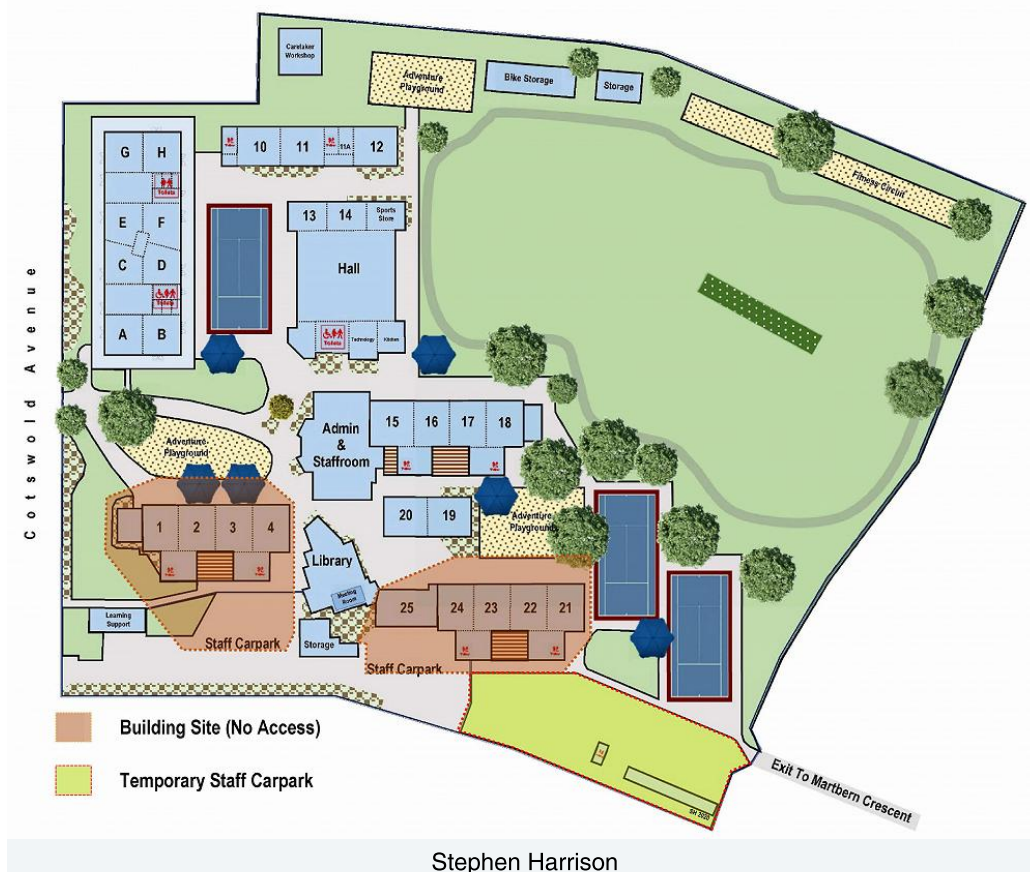 Caretaker
Workshop
Adventure
Playground
Bike Storage
Storage
Fitness Circuit
G
H
Toilets
E
F
C
D
Toilets
A
B
10
11
11A
12
13
14
Sports
Store
Hall
Toilets
Technology
Kitchen
Cotswold Avenue
Admin
&
Staffroom
15
16
17
18
Adventure
Playground
20
19
Adventure
Playground
1
2
3
4
Library
Meeting
Room
25
24
23
22
21
Learning
Support
Staff Carpark
Storage
Staff Carpark
Building Site (No Access)
Temporary Staff Carpark
Exit To Martbern Crescent
SH 2020
Stephen Harrison